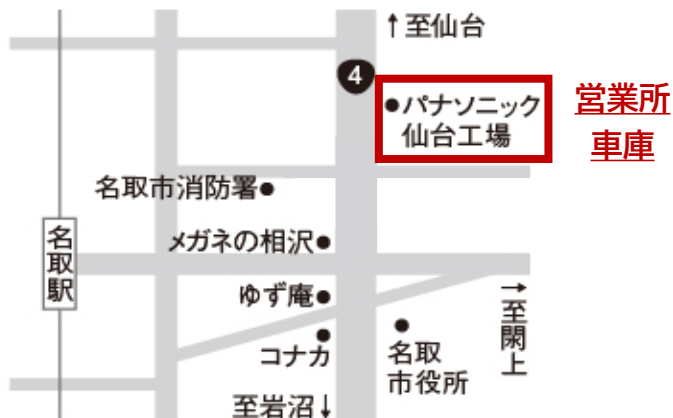 ↑至仙台
4
●パナソニック
仙台工場
営業所
車庫
名取市消防署●
メガネの相沢●
名取駅
ゆず庵●
コナカ
名取
市役所
→至閖上
至岩沼↓